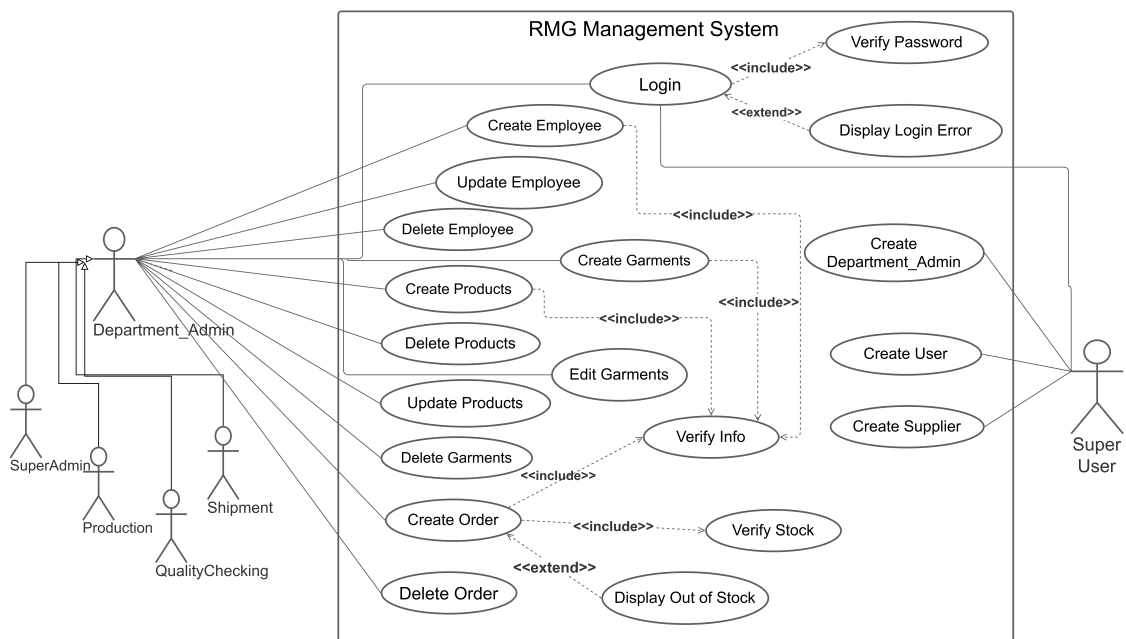 RMG Management System
Verify Password
<<include>>
Login
<<extend>>
Display Login Error
Create Employee
Update Employee
<<include>>
Delete Employee
Create
Department_Admin
Create Garments
Create Products
<<include>>
<<include>>
Department_Admin
Delete Products
Create User
Edit Garments
Update Products
Create Supplier
Verify Info
Super
User
Delete Garments
SuperAdmin
<<include>>
Shipment
Production
Create Order
<<include>>
Verify Stock
QualityChecking
<<extend>>
Delete Order
Display Out of Stock